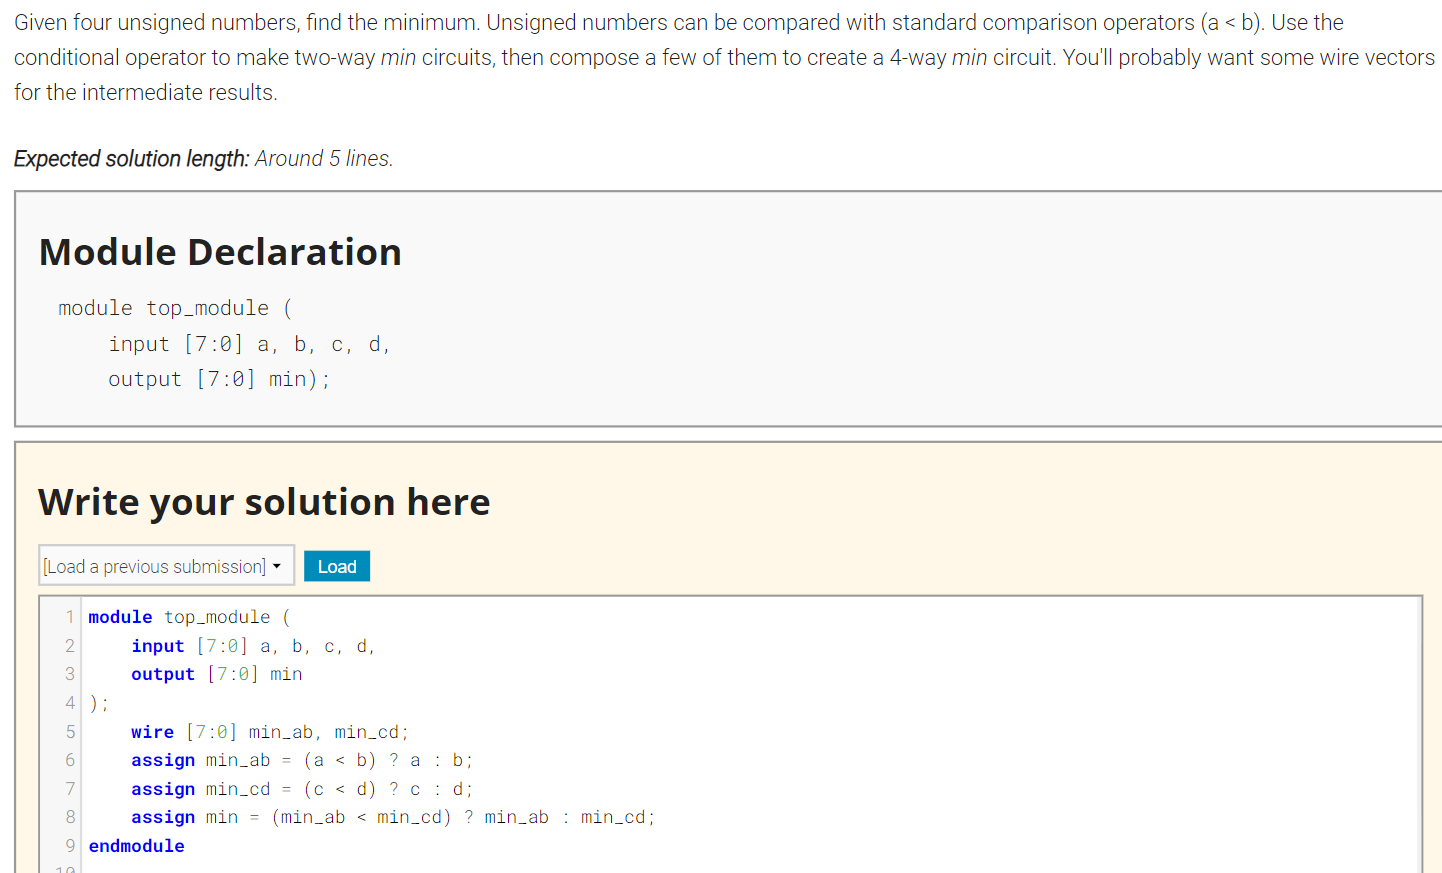 Given four unsigned numbers, find the minimum. Unsigned numbers can be compared with standard comparison operators (a < b). Use the
conditional operator to make two-way min circuits, then compose a few of them to create a 4-way min circuit. You'll probably want some wire vectors
for the intermediate results.
Expected solution length: Around 5 lines.
Module Declaration
module top_module (
    input [7:0] a, b, c, d,
    output [7:0] min);
Write your solution here
[Load a previous submission] Load
1 module top_module (
2     input [7:0] a, b, c, d,
3     output [7:0] min
4 );
5     wire [7:0] min_ab, min_cd;
6     assign min_ab = (a < b) ? a : b;
7     assign min_cd = (c < d) ? c : d;
8     assign min = (min_ab < min_cd) ? min_ab : min_cd;
9 endmodule
10